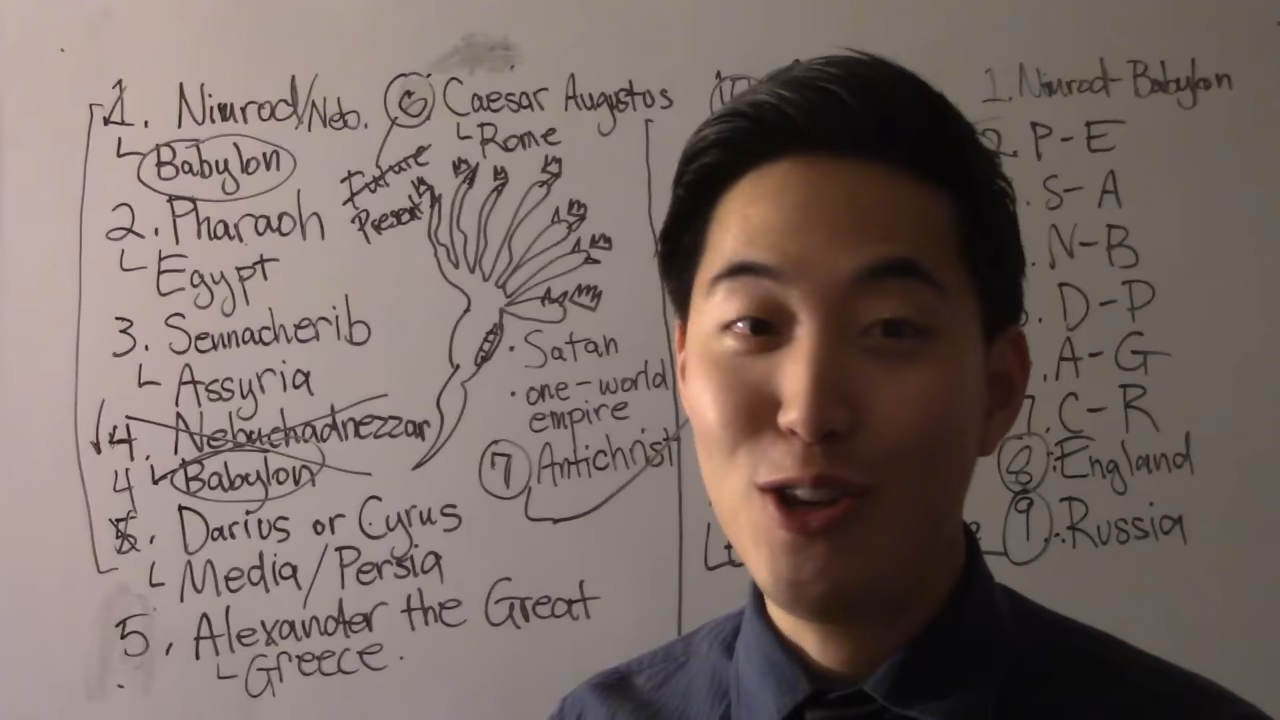 1. Nimrod/Neb.
Babylon
2. Pharaoh
Egypt
3. Sennacherib
Assyria
4. Nebuchadnezzar
4 Babylon
5. Darius or Cyrus
Media/Persia
5. Alexander the Great
Greece.
6 Caesar Augustos
Rome
Future
Present
· Satan
· one-world
empire
7 Antichrist
1. Nimrod-Babylon
2. P-E
. S-A
. N-B
. D-P
. A-G
7. C-R
8 : England
9 . Russia